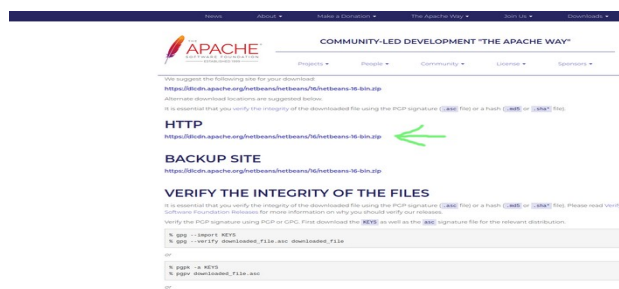 News About Make a Donation The Apache Way Join Us Downloads
THE
APACHE
SOFTWARE FOUNDATION
ESTABLISHED 1999
COMMUNITY-LED DEVELOPMENT "THE APACHE WAY"
Projects People Community License Sponsors
We suggest the following site for your download:
https://dlcdn.apache.org/netbeans/netbeans/16/netbeans-16-bin.zip
Alternate download locations are suggested below.
It is essential that you verify the integrity of the downloaded file using the PGP signature (.asc file) or a hash (.md5 or .sha* file).
HTTP
https://dlcdn.apache.org/netbeans/netbeans/16/netbeans-16-bin.zip
BACKUP SITE
https://dlcdn.apache.org/netbeans/netbeans/16/netbeans-16-bin.zip
VERIFY THE INTEGRITY OF THE FILES
It is essential that you verify the integrity of the downloaded file using the PGP signature (.asc file) or a hash (.md5 or .sha* file). Please read Verif
Software Foundation Releases for more information on why you should verify our releases.
Verify the PGP signature using PGP or GPG. First download the KEYS as well as the asc signature file for the relevant distribution.
% gpg --import KEYS
% gpg --verify downloaded_file.asc downloaded_file
or
% pgpk -a KEYS
% pgpv downloaded_file.asc
or